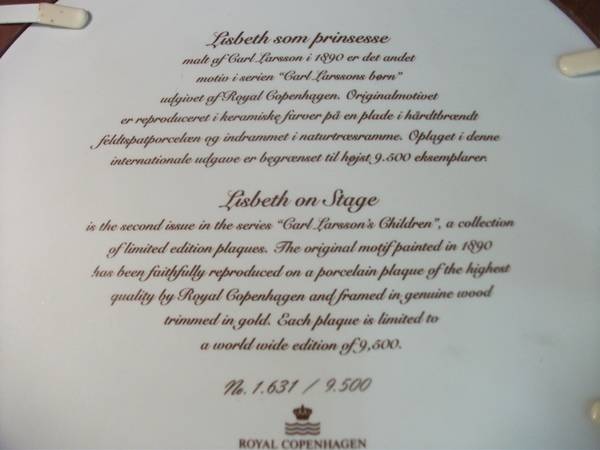 Lisbeth som prinsesse
malt af Carl Larsson i 1890 er det andet
motiv i serien "Carl Larssons børn"
udgivet af Royal Copenhagen. Originalmotivet
er reproduceret i keramiske farver på en plade i hårdtbrændt
feldtspatporcelæn og indrammet i naturtræsramme. Oplaget i denne
internationale udgave er begrænset til højst 9.500 eksemplarer.
Lisbeth on Stage
is the second issue in the series "Carl Larsson's Children", a collection
of limited edition plaques. The original motif painted in 1890
has been faithfully reproduced on a porcelain plaque of the highest
quality by Royal Copenhagen and framed in genuine wood
trimmed in gold. Each plaque is limited to
a world wide edition of 9,500.
No. 1.631 / 9.500
ROYAL COPENHAGEN